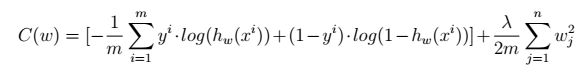 C(w) = [-\frac{1}{m} \sum_{i=1}^{m} y^i \cdot log(h_w(x^i)) + (1-y^i) \cdot log(1-h_w(x^i))] + \frac{\lambda}{2m} \sum_{j=1}^{n} w_j^2